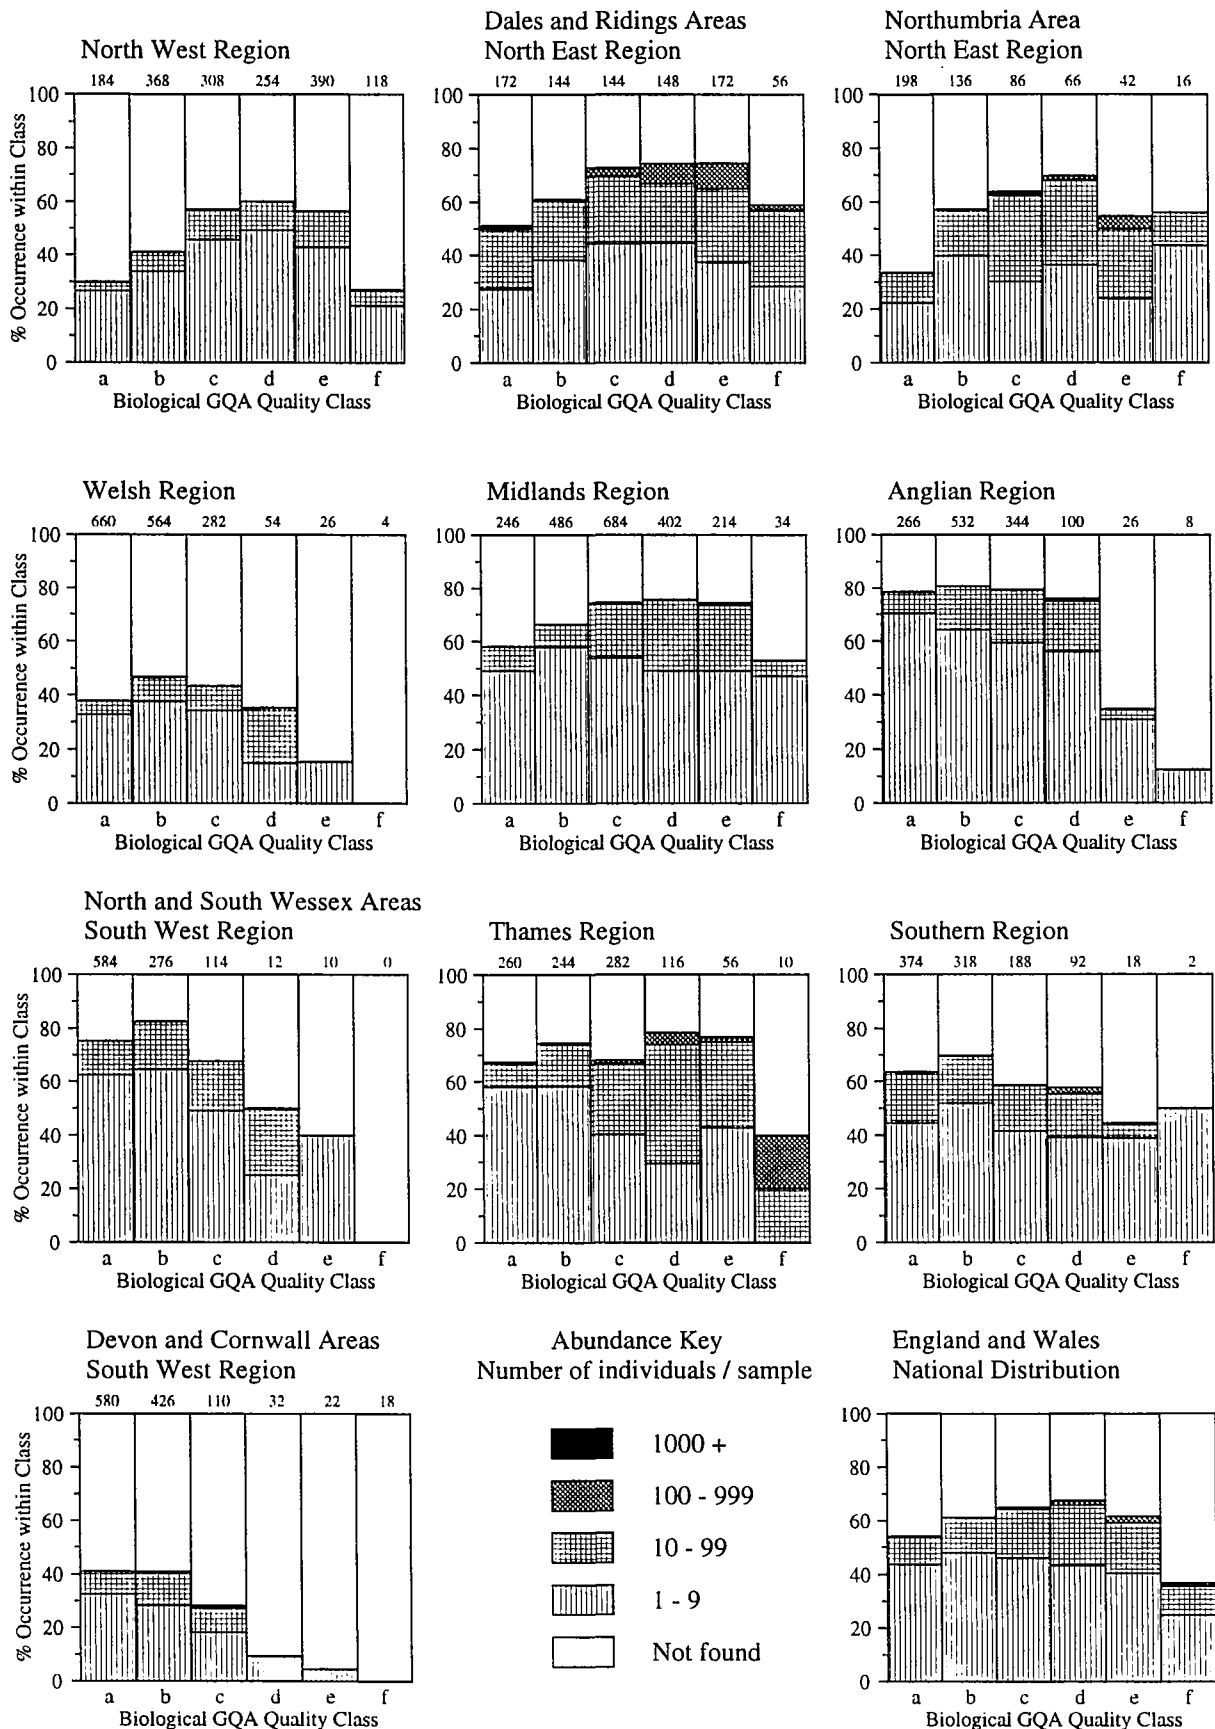 North West Region
184 368 308 254 390 118
% Occurrence within Class
100
80
60
40
20
0
a b c d e f
Biological GQA Quality Class
Dales and Ridings Areas
North East Region
172 144 144 148 172 56
100
80
60
40
20
0
a b c d e f
Biological GQA Quality Class
Northumbria Area
North East Region
198 136 86 66 42 16
100
80
60
40
20
0
a b c d e f
Biological GQA Quality Class
Welsh Region
660 564 282 54 26 4
% Occurrence within Class
100
80
60
40
20
0
a b c d e f
Biological GQA Quality Class
Midlands Region
246 486 684 402 214 34
100
80
60
40
20
0
a b c d e f
Biological GQA Quality Class
Anglian Region
266 532 344 100 26 8
100
80
60
40
20
0
a b c d e f
Biological GQA Quality Class
North and South Wessex Areas
South West Region
584 276 114 12 10 0
% Occurrence within Class
100
80
60
40
20
0
a b c d e f
Biological GQA Quality Class
Thames Region
260 244 282 116 56 10
100
80
60
40
20
0
a b c d e f
Biological GQA Quality Class
Southern Region
374 318 188 92 18 2
100
80
60
40
20
0
a b c d e f
Biological GQA Quality Class
Devon and Cornwall Areas
South West Region
580 426 110 32 22 18
% Occurrence within Class
100
80
60
40
20
0
a b c d e f
Biological GQA Quality Class
Abundance Key
Number of individuals / sample
1000 +
100 - 999
10 - 99
1 - 9
Not found
England and Wales
National Distribution
100
80
60
40
20
0
a b c d e f
Biological GQA Quality Class